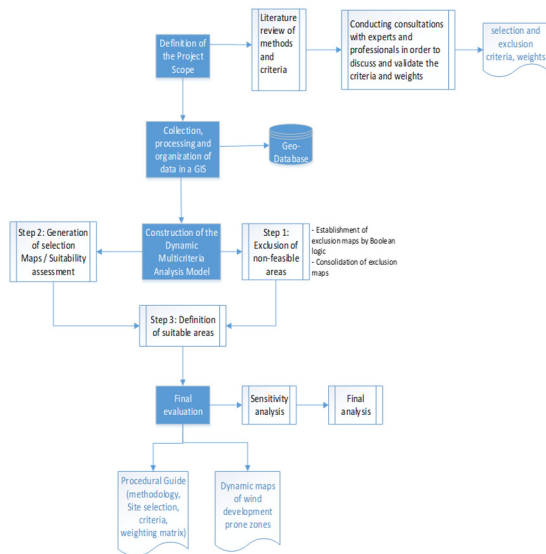 Definition of
the Project
Scope
Literature
review of
methods
and
criteria
Conducting consultations
with experts and
professionals in order to
discuss and validate the
criteria and weights
selection and
exclusion
criteria, weights
Collection,
processing and
organization of
data in a GIS
Geo-
Database
Step 2: Generation
of selection
Maps / Suitability
assessment
Construction of the
Dynamic
Multicriteria
Analysis Model
Step 1:
Exclusion of
non-feasible
areas
- Establishment of
exclusion maps by Boolean
logic
- Consolidation of exclusion
maps
Step 3: Definition
of suitable areas
Final
evaluation
Sensitivity
analysis
Final
analysis
Procedural Guide
(methodology,
Site selection,
criteria,
weighting matrix)
Dynamic maps
of wind
development
prone zones